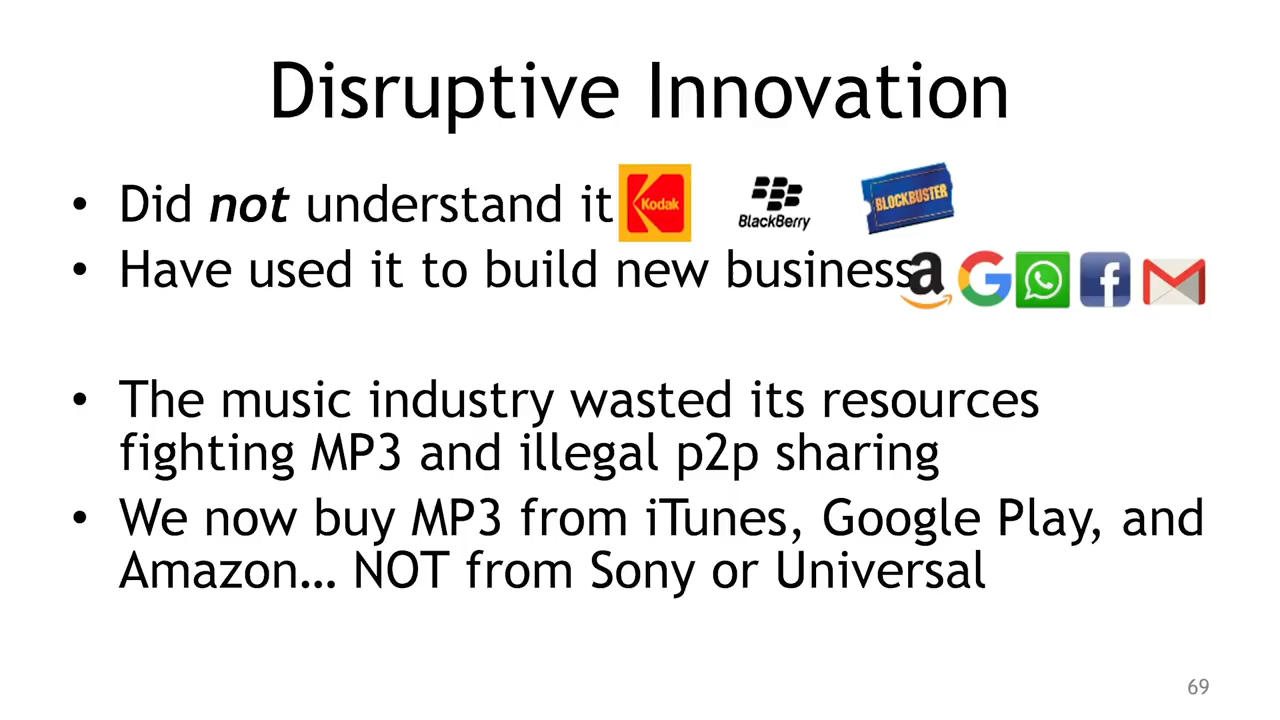 Disruptive Innovation
• Did not understand it Kodak BlackBerry BLOCKBUSTER
• Have used it to build new business a G f M
• The music industry wasted its resources
fighting MP3 and illegal p2p sharing
• We now buy MP3 from iTunes, Google Play, and
Amazon… NOT from Sony or Universal
69